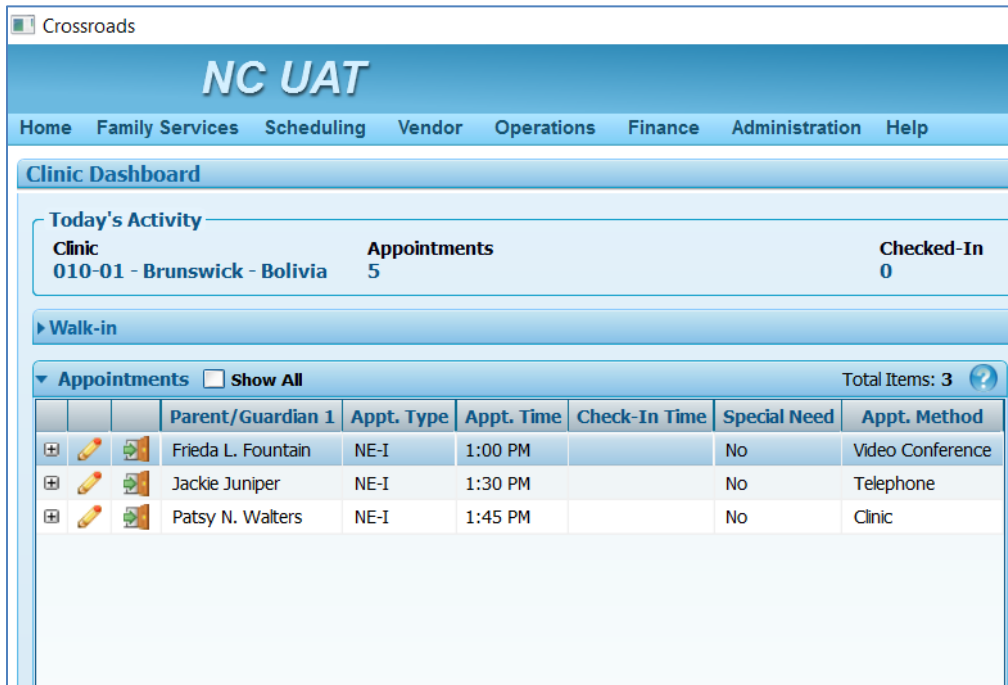 Crossroads
NC UAT
Home Family Services Scheduling Vendor Operations Finance Administration Help
Clinic Dashboard
Today's Activity
Clinic Appointments Checked-In
010-01 - Brunswick - Bolivia 5 0
Walk-in
Appointments Show All Total Items: 3 ?
Parent/Guardian 1 Appt. Type Appt. Time Check-In Time Special Need Appt. Method
Frieda L. Fountain NE-I 1:00 PM No Video Conference
Jackie Juniper NE-I 1:30 PM No Telephone
Patsy N. Walters NE-I 1:45 PM No Clinic